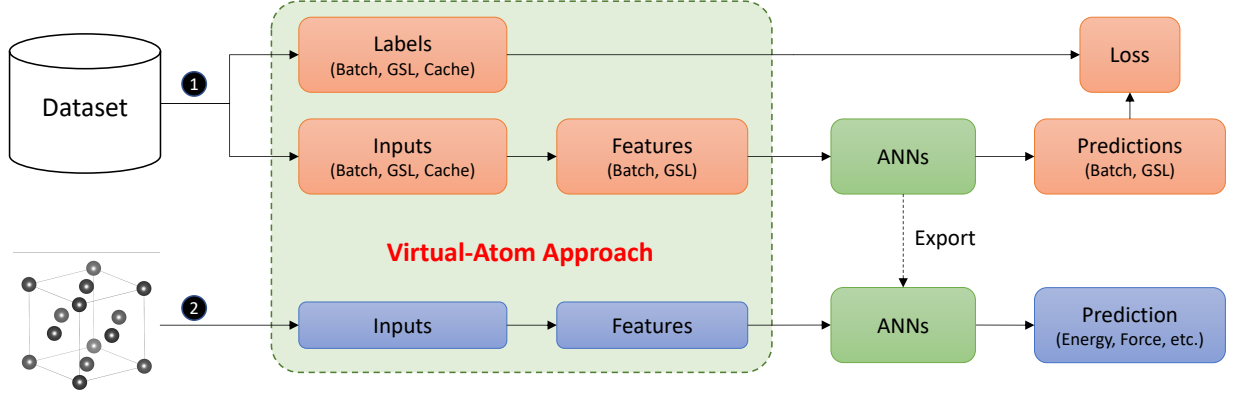 Dataset
1
Labels
(Batch, GSL, Cache)
Loss
Inputs
(Batch, GSL, Cache)
Features
(Batch, GSL)
ANNs
Predictions
(Batch, GSL)
Virtual-Atom Approach
Export
2
Inputs
Features
ANNs
Prediction
(Energy, Force, etc.)